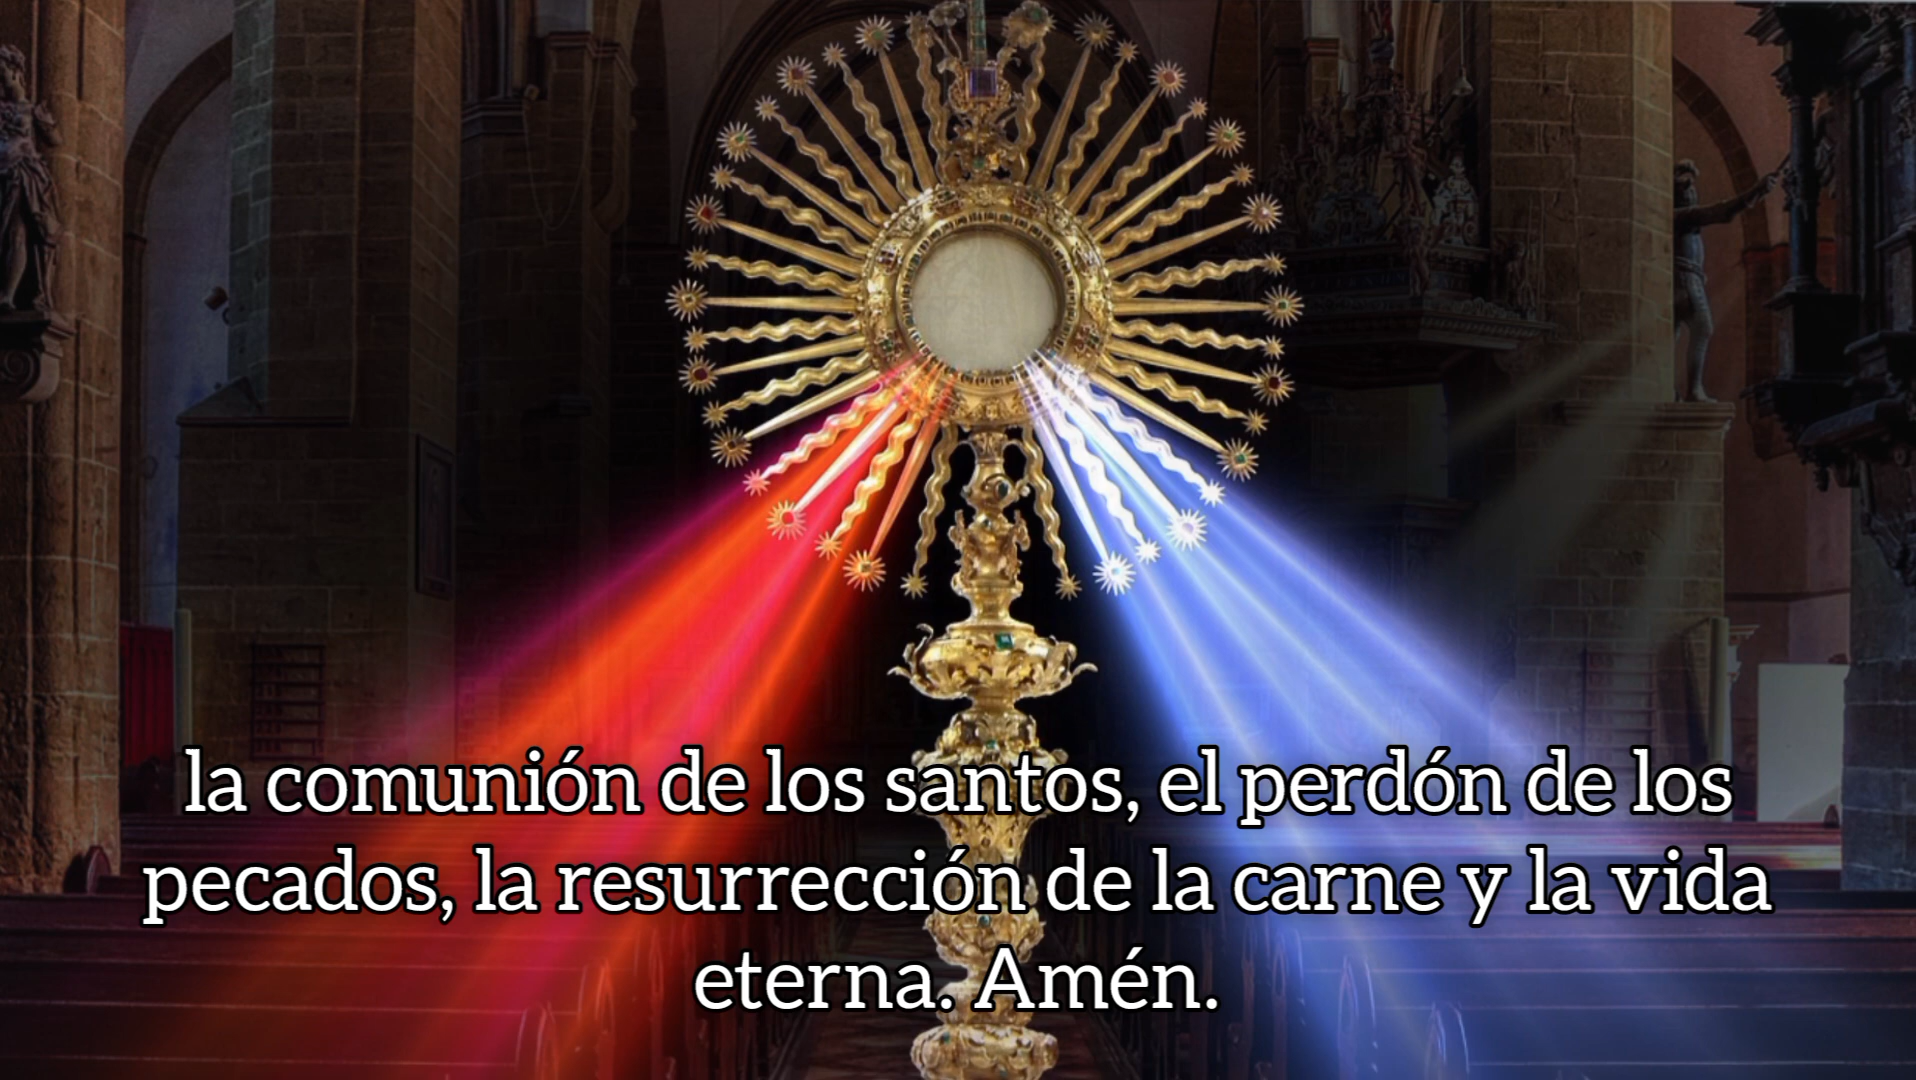 la comunión de los santos, el perdón de los
pecados, la resurrección de la carne y la vida
eterna. Amén.